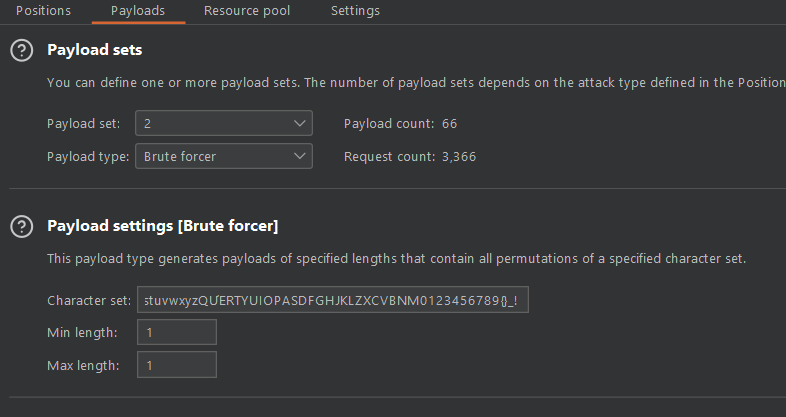 Positions Payloads Resource pool Settings
? Payload sets
You can define one or more payload sets. The number of payload sets depends on the attack type defined in the Position
Payload set: 2 Payload count: 66
Payload type: Brute forcer Request count: 3,366
? Payload settings [Brute forcer]
This payload type generates payloads of specified lengths that contain all permutations of a specified character set.
Character set: stuvwxyzQƯERTYUIOPASDFGHJKLZXCVBNM0123456789{}_!
Min length: 1
Max length: 1